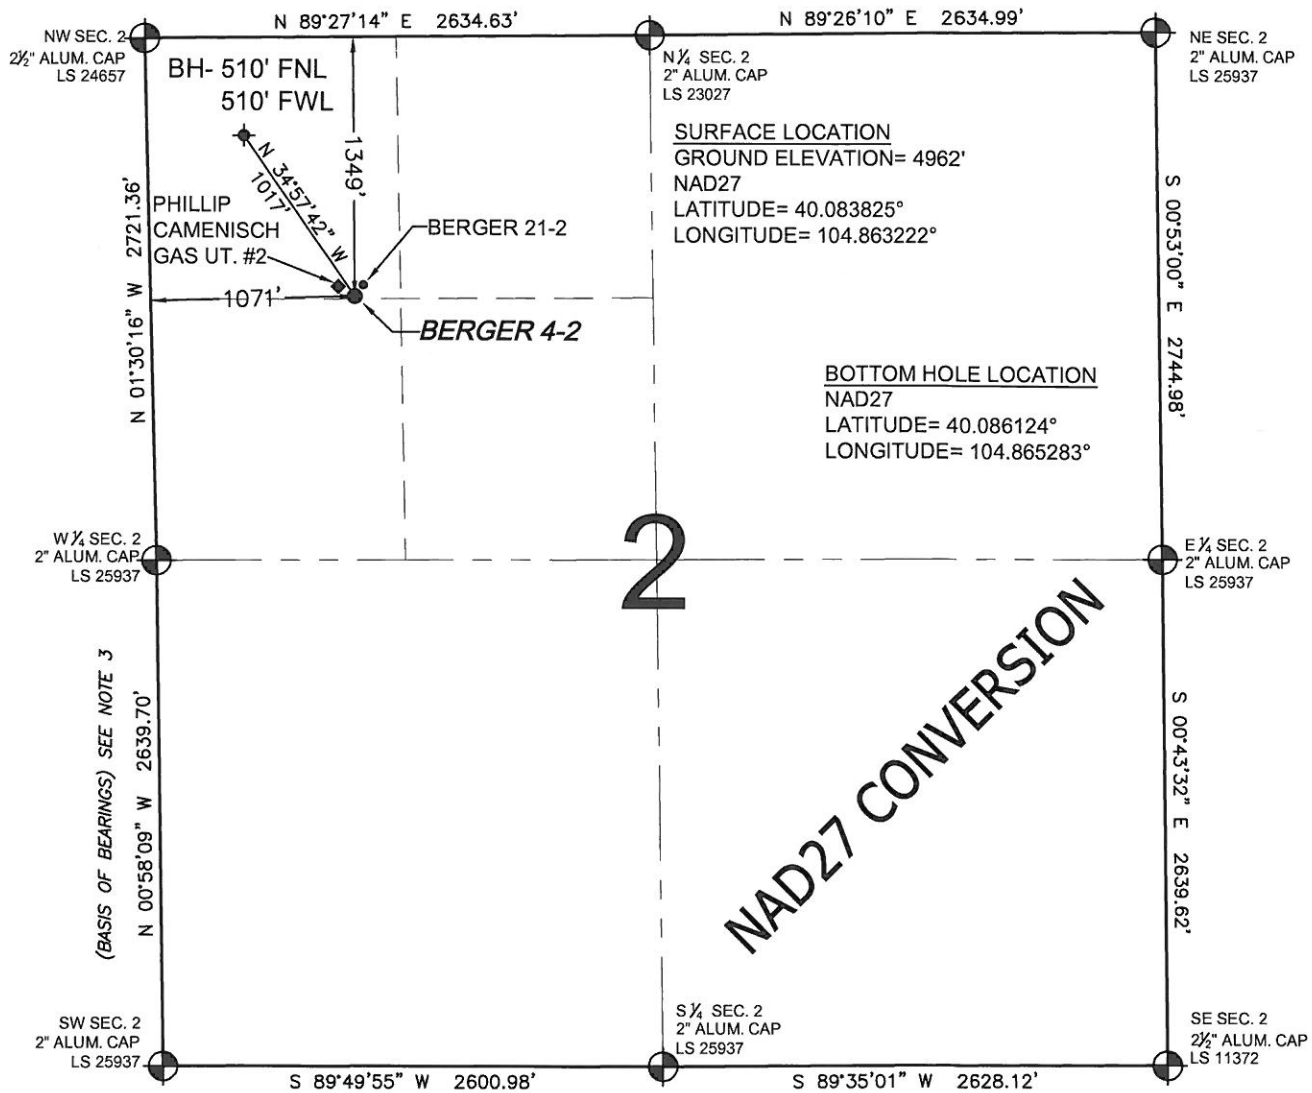 N 89°27'14" E 2634.63'
N 89°26'10" E 2634.99'
NW SEC. 2
2½" ALUM. CAP
LS 24657
N ¼ SEC. 2
2" ALUM. CAP
LS 23027
NE SEC. 2
2" ALUM. CAP
LS 25937
BH- 510' FNL
510' FWL
1349'
N 34°57'42" W
1017'
SURFACE LOCATION
GROUND ELEVATION= 4962'
NAD27
LATITUDE= 40.083825°
LONGITUDE= 104.863222°
PHILLIP
CAMENISCH
GAS UT. #2
BERGER 21-2
1071'
BERGER 4-2
N 01°30'16" W 2721.36'
S 00°53'00" E 2744.98'
BOTTOM HOLE LOCATION
NAD27
LATITUDE= 40.086124°
LONGITUDE= 104.865283°
W ¼ SEC. 2
2" ALUM. CAP
LS 25937
2
E ¼ SEC. 2
2" ALUM. CAP
LS 25937
NAD27 CONVERSION
(BASIS OF BEARINGS) SEE NOTE 3
N 00°58'09" W 2639.70'
S 00°43'32" E 2639.62'
SW SEC. 2
2" ALUM. CAP
LS 25937
S ¼ SEC. 2
2" ALUM. CAP
LS 25937
SE SEC. 2
2½" ALUM. CAP
LS 11372
S 89°49'55" W 2600.98'
S 89°35'01" W 2628.12'